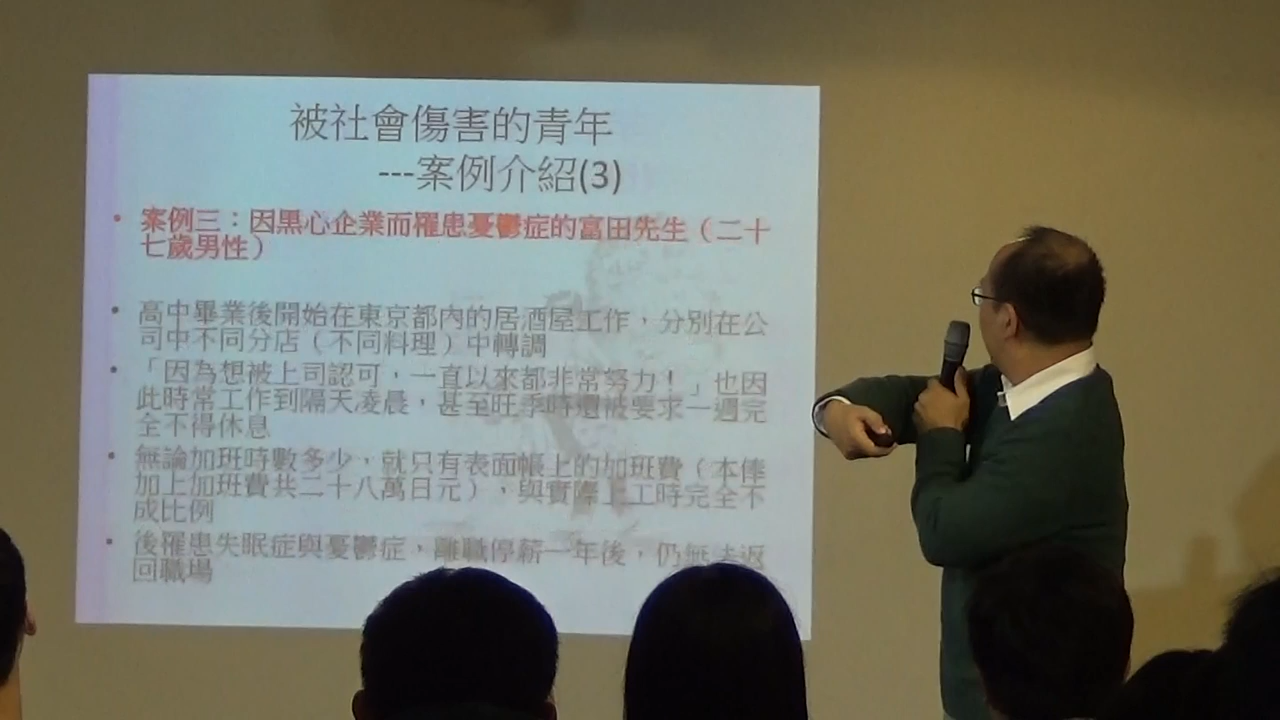 被社會傷害的青年
---案例介紹(3)
• 案例三：因黑心企業而罹患憂鬱症的富田先生（二十
七歲男性）
• 高中畢業後開始在東京都內的居酒屋工作，分別在公
司中不同分店（不同料理）中轉調
• 「因為想被上司認可，一直以來都非常努力！」也因
此時常工作到隔天凌晨，甚至旺季時還被要求一週完
全不得休息
• 無論加班時數多少，就只有表面帳上的加班費（本俸
加上加班費共二十八萬日元），與實際上工時完全不
成比例
• 後罹患失眠症與憂鬱症，離職停薪一年後，仍無法返
回職場